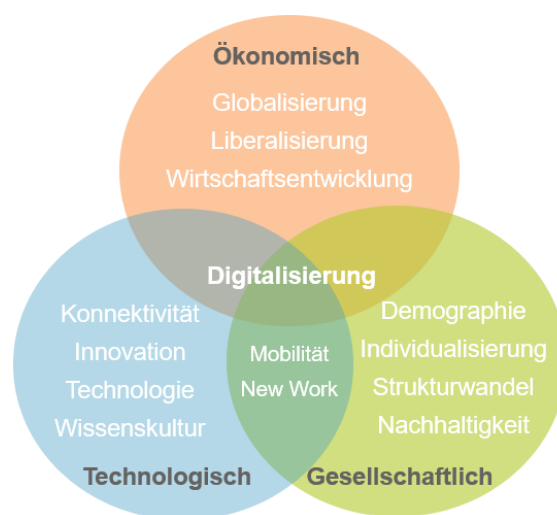 Ökonomisch
Globalisierung
Liberalisierung
Wirtschaftsentwicklung
Digitalisierung
Konnektivität
Innovation
Technologie
Wissenskultur
Technologisch
Mobilität
New Work
Demographie
Individualisierung
Strukturwandel
Nachhaltigkeit
Gesellschaftlich